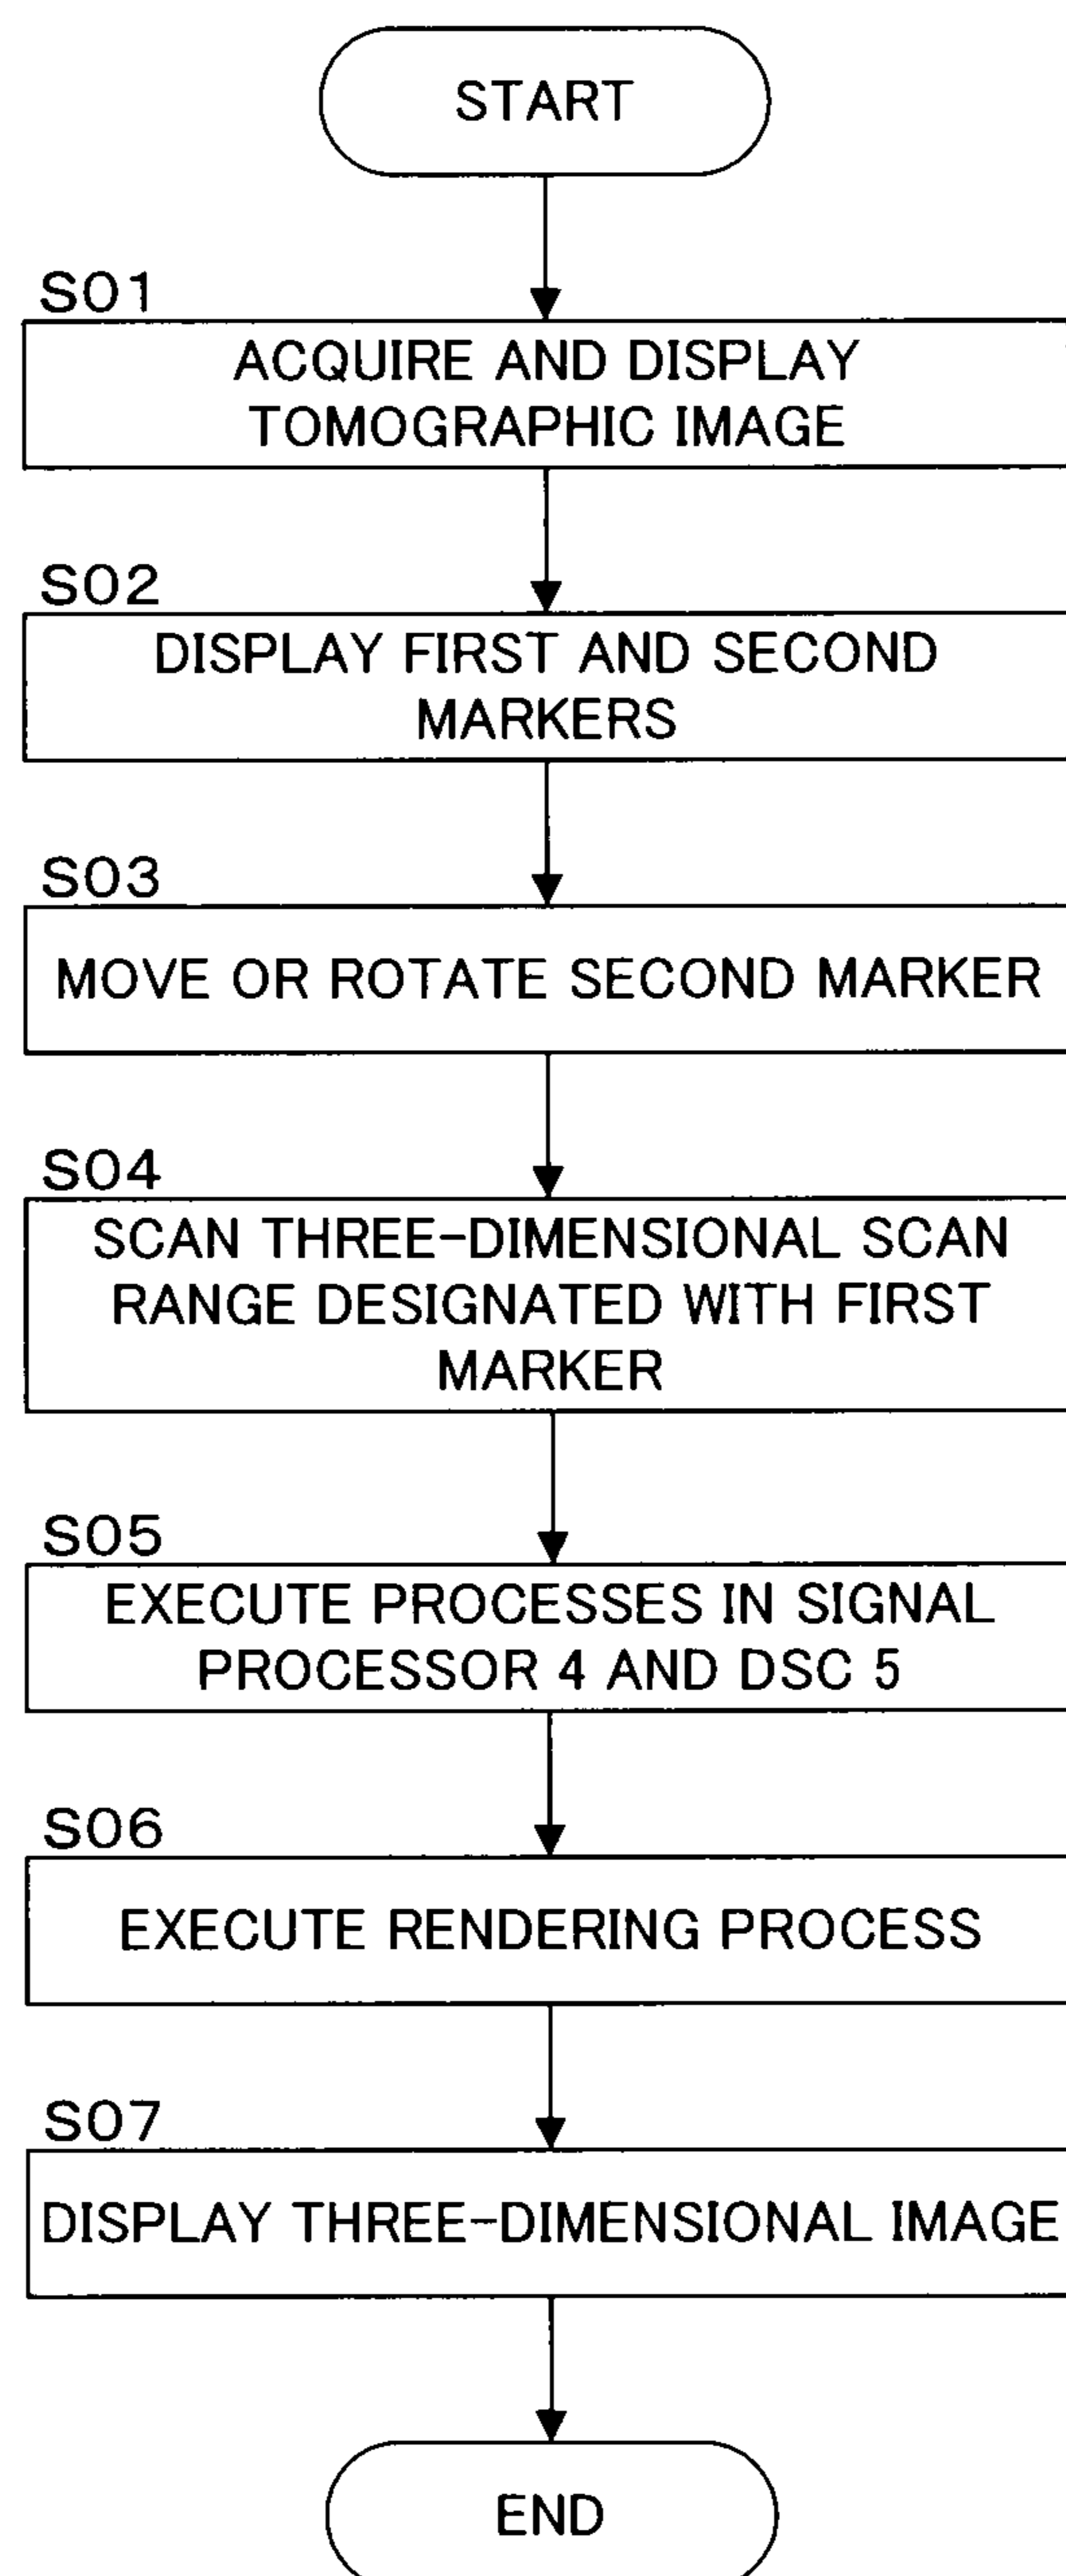 START
S01
ACQUIRE AND DISPLAY
TOMOGRAPHIC IMAGE
S02
DISPLAY FIRST AND SECOND
MARKERS
S03
MOVE OR ROTATE SECOND MARKER
S04
SCAN THREE-DIMENSIONAL SCAN
RANGE DESIGNATED WITH FIRST
MARKER
S05
EXECUTE PROCESSES IN SIGNAL
PROCESSOR 4 AND DSC 5
S06
EXECUTE RENDERING PROCESS
S07
DISPLAY THREE-DIMENSIONAL IMAGE
END